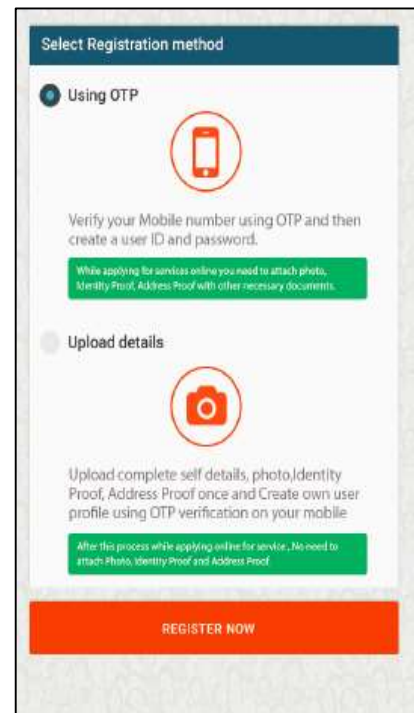 Select Registration method
Using OTP
Verify your Mobile number using OTP and then
create a user ID and password.
While applying for services online you need to attach photo,
Identity Proof, Address Proof with other necessary documents.
Upload details
Upload complete self details, photo,Identity
Proof, Address Proof once and Create own user
profile using OTP verification on your mobile
After this process while applying online for service , No need to
attach Photo, Identity Proof and Address Proof
REGISTER NOW